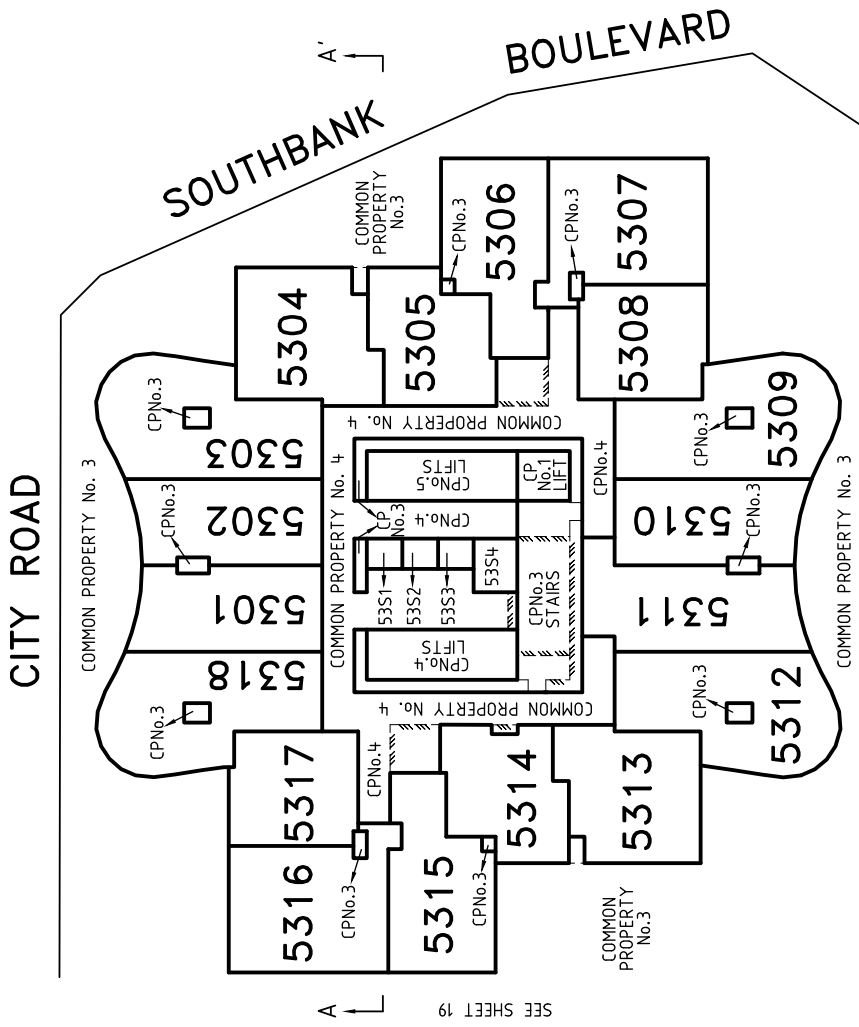 CITY ROAD
SOUTHBANK
BOULEVARD
A'
A
SEE SHEET 19
COMMON PROPERTY No. 3
COMMON
PROPERTY
No.3
5304
5305
5306
CPNo.3
5307
CPNo.3
5308
5303
CPNo.3
5302
CPNo.3
5301
5318
CPNo.3
5317
5316
CPNo.3
5315
CPNo.3
5314
5313
CPNo.4
COMMON PROPERTY No. 4
COMMON PROPERTY No. 4
COMMON PROPERTY No. 4
CPNo.5
LIFTS
CP
No.1
LIFT
CPNo.4
CP
No.3
53S1
53S2
53S3
53S4
CPNo.3
STAIRS
CPNo.4
LIFTS
CPNo.4
5309
CPNo.3
5310
CPNo.3
5311
5312
CPNo.3
COMMON PROPERTY No. 3
COMMON
PROPERTY
No.3